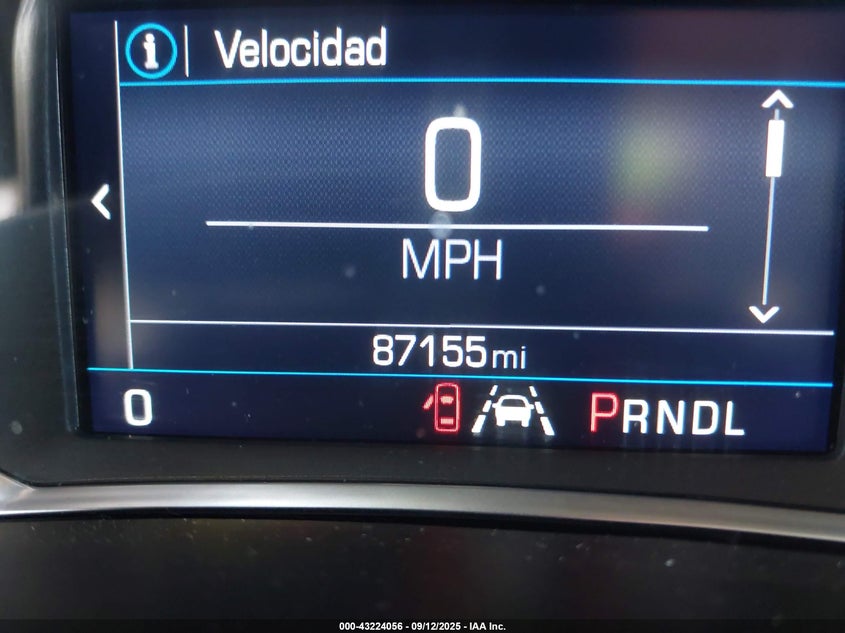 i Velocidad
0
MPH
87155mi
0 PRNDL
000-43224056 - 09/12/2025 - IAA Inc.